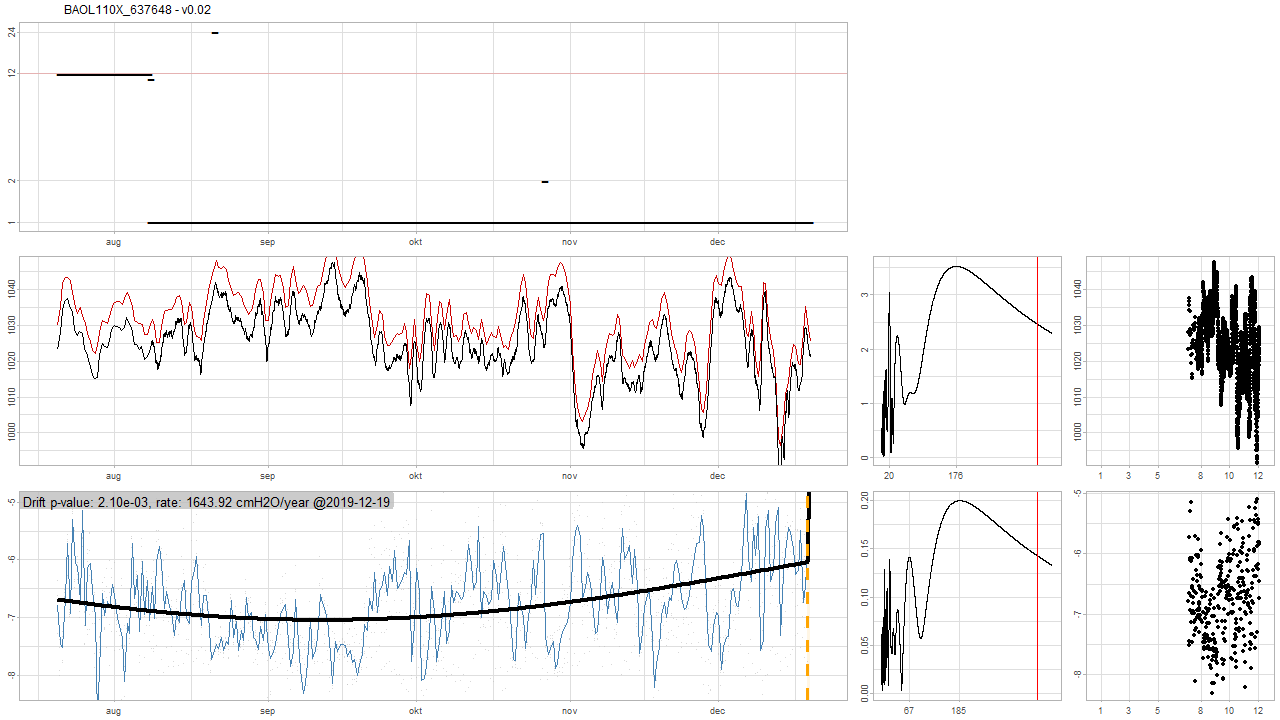 BAOL110X_637648 - v0.02
24
12
2
1
aug
sep
okt
nov
dec
1040
1030
1020
1010
1000
aug
sep
okt
nov
dec
3
2
1
0
20
176
1040
1030
1020
1010
1000
1
3
5
8
10
12
Drift p-value: 2.10e-03, rate: 1643.92 cmH2O/year @2019-12-19
-5
-6
-7
-8
aug
sep
okt
nov
dec
0.20
0.15
0.10
0.05
0.00
67
185
-5
-6
-7
-8
1
3
5
8
10
12